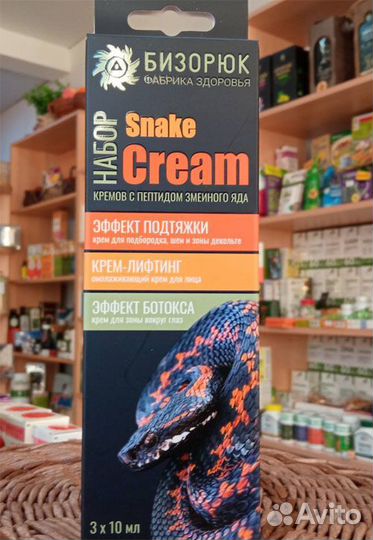 БИЗОРЮК
ФАБРИКА ЗДОРОВЬЯ
НАБОР
Snake
Cream
КРЕМОВ С ПЕПТИДОМ ЗМЕИНОГО ЯДА
ЭФФЕКТ ПОДТЯЖКИ
крем для подбородка, шеи и зоны декольте
КРЕМ-ЛИФТИНГ
омолаживающий крем для лица
ЭФФЕКТ БОТОКСА
крем для зоны вокруг глаз
3 х 10 мл
Avito